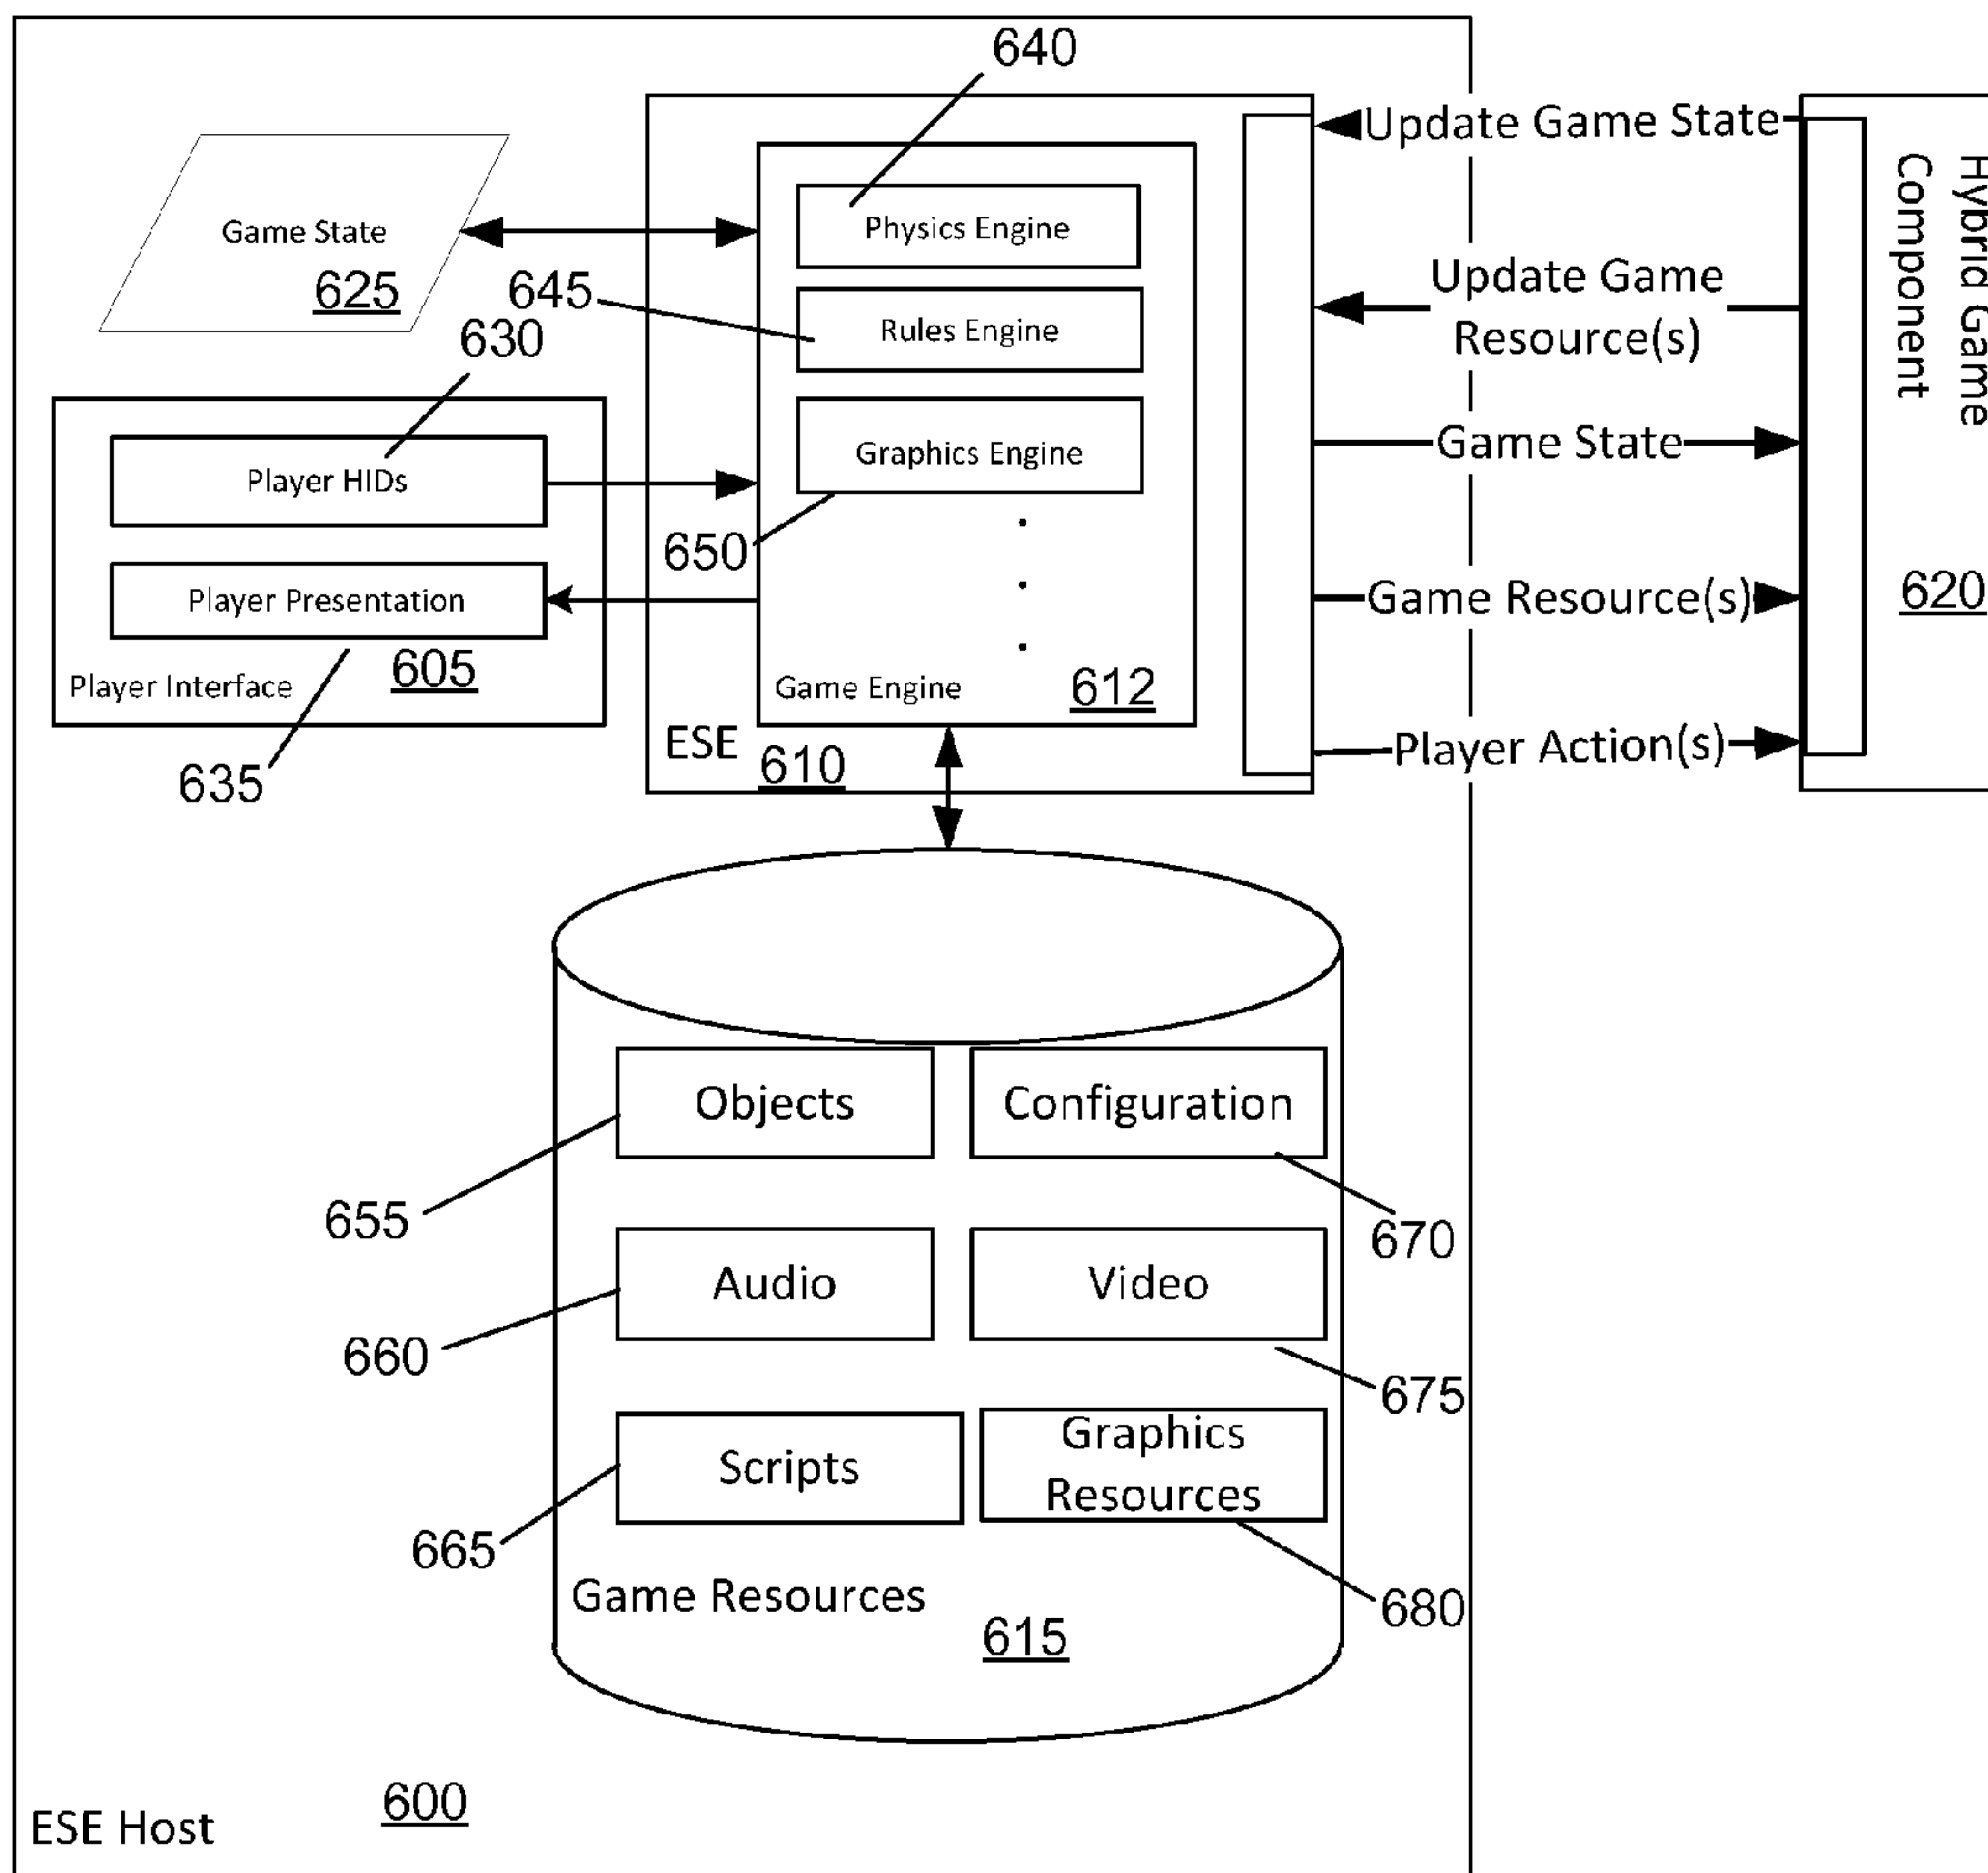 640
Update Game State
Hybrid Game
Component
Physics Engine
Game State
625
645
Update Game
Resource(s)
Rules Engine
630
Game State
Graphics Engine
Player HIDs
650
620
Player Presentation
Game Resource(s)
605
Player Interface
Game Engine
612
ESE
610
Player Action(s)
635
Objects
Configuration
655
670
Audio
Video
660
675
Graphics
Resources
Scripts
665
Game Resources
680
615
600
ESE Host